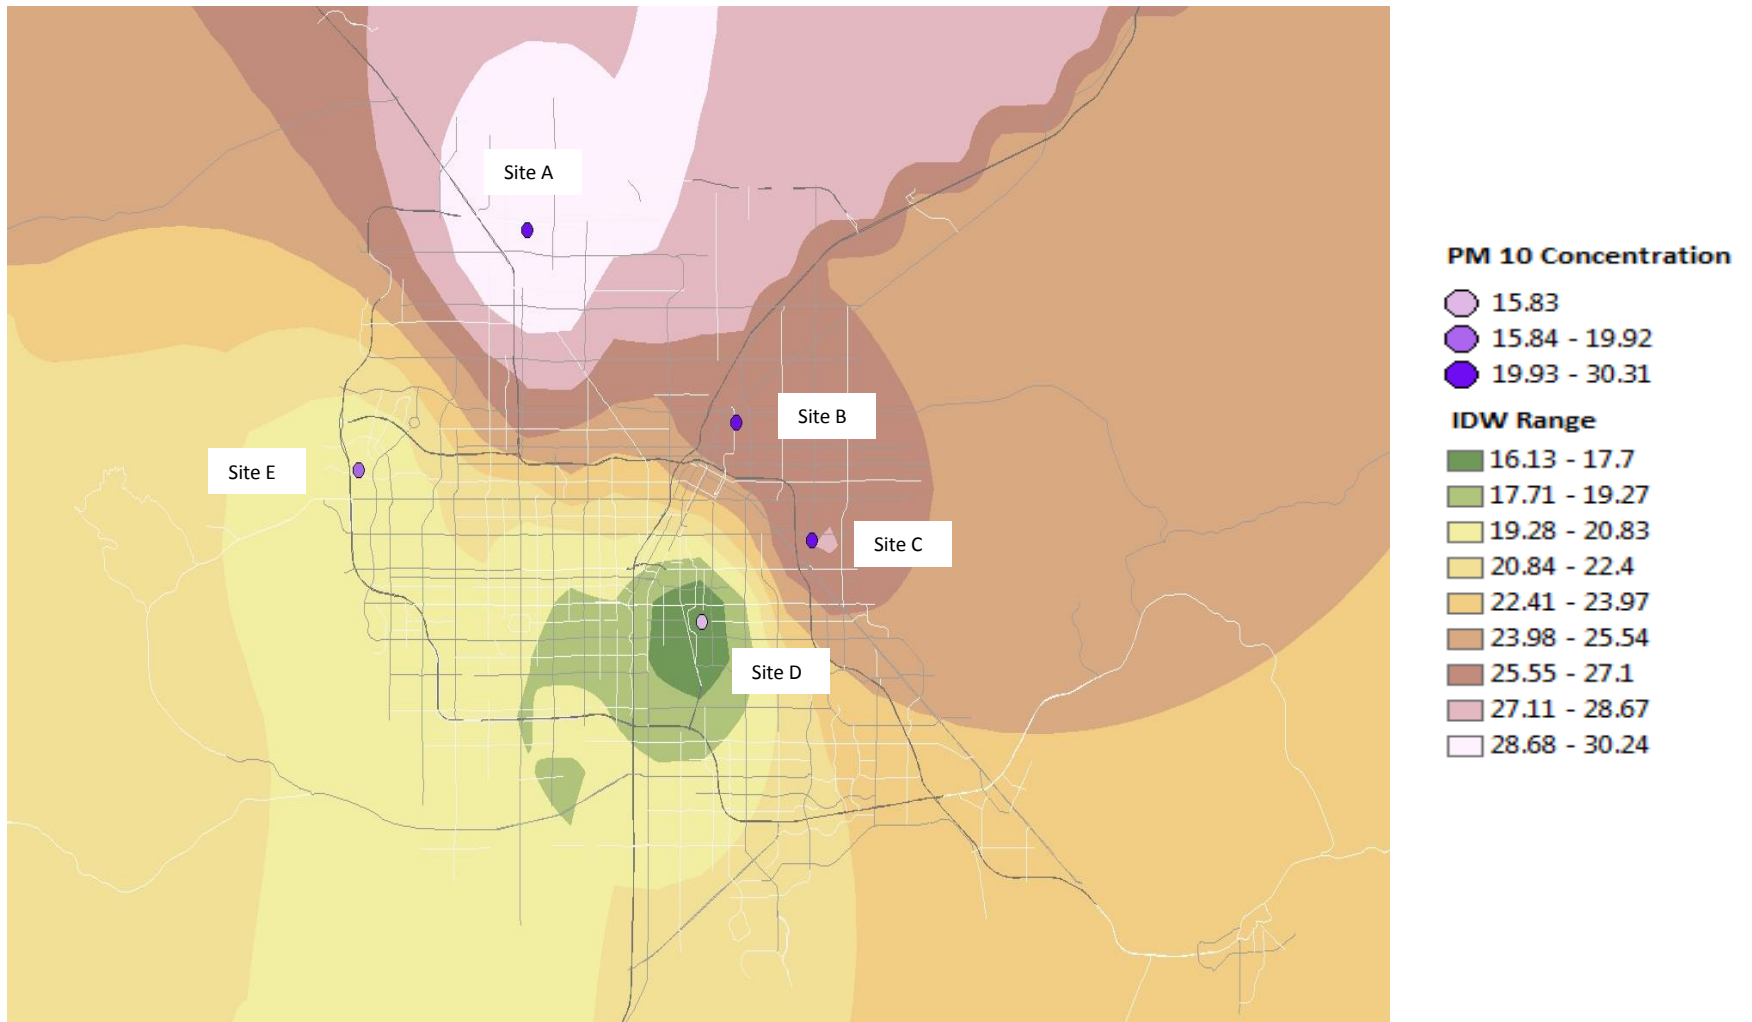 Site A
Site B
Site E
Site C
Site D
PM 10 Concentration
15.83
15.84 - 19.92
19.93 - 30.31
IDW Range
16.13 - 17.7
17.71 - 19.27
19.28 - 20.83
20.84 - 22.4
22.41 - 23.97
23.98 - 25.54
25.55 - 27.1
27.11 - 28.67
28.68 - 30.24